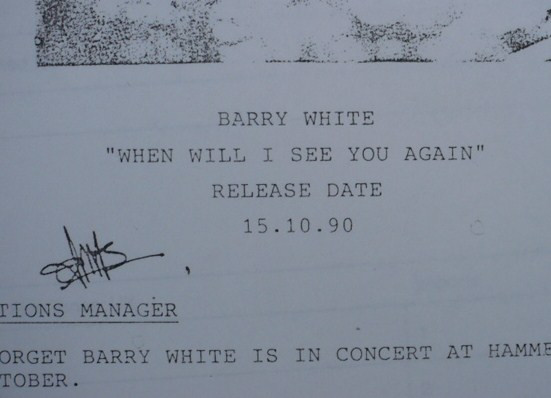 BARRY WHITE
"WHEN WILL I SEE YOU AGAIN"
RELEASE DATE
15.10.90
TIONS MANAGER
ORGET BARRY WHITE IS IN CONCERT AT HAMME
TOBER.